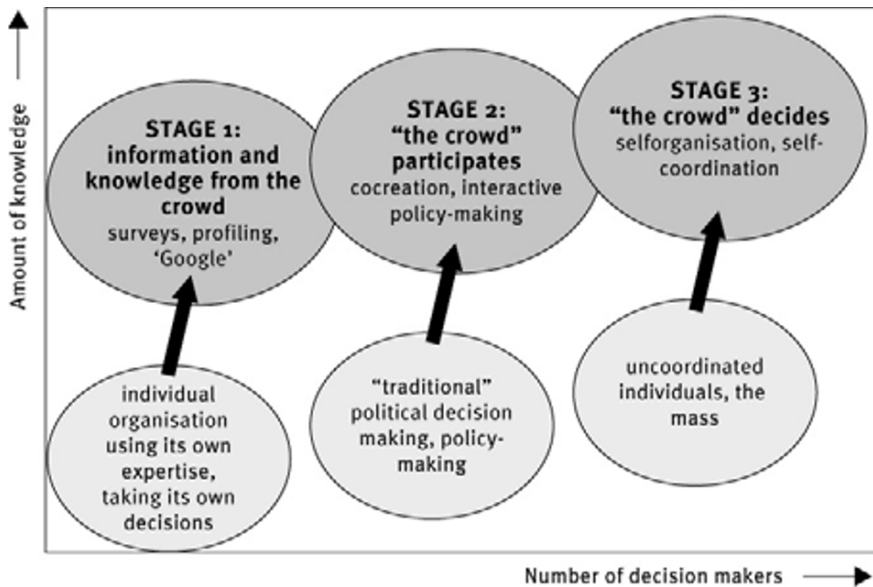 Amount of knowledge
STAGE 1:
information and
knowledge from the
crowd
surveys, profiling,
‘Google’
STAGE 2:
“the crowd”
participates
cocreation, interactive
policy-making
STAGE 3:
“the crowd” decides
selforganisation, self-
coordination
individual
organisation
using its own
expertise,
taking its own
decisions
“traditional”
political decision
making, policy-
making
uncoordinated
individuals, the
mass
Number of decision makers